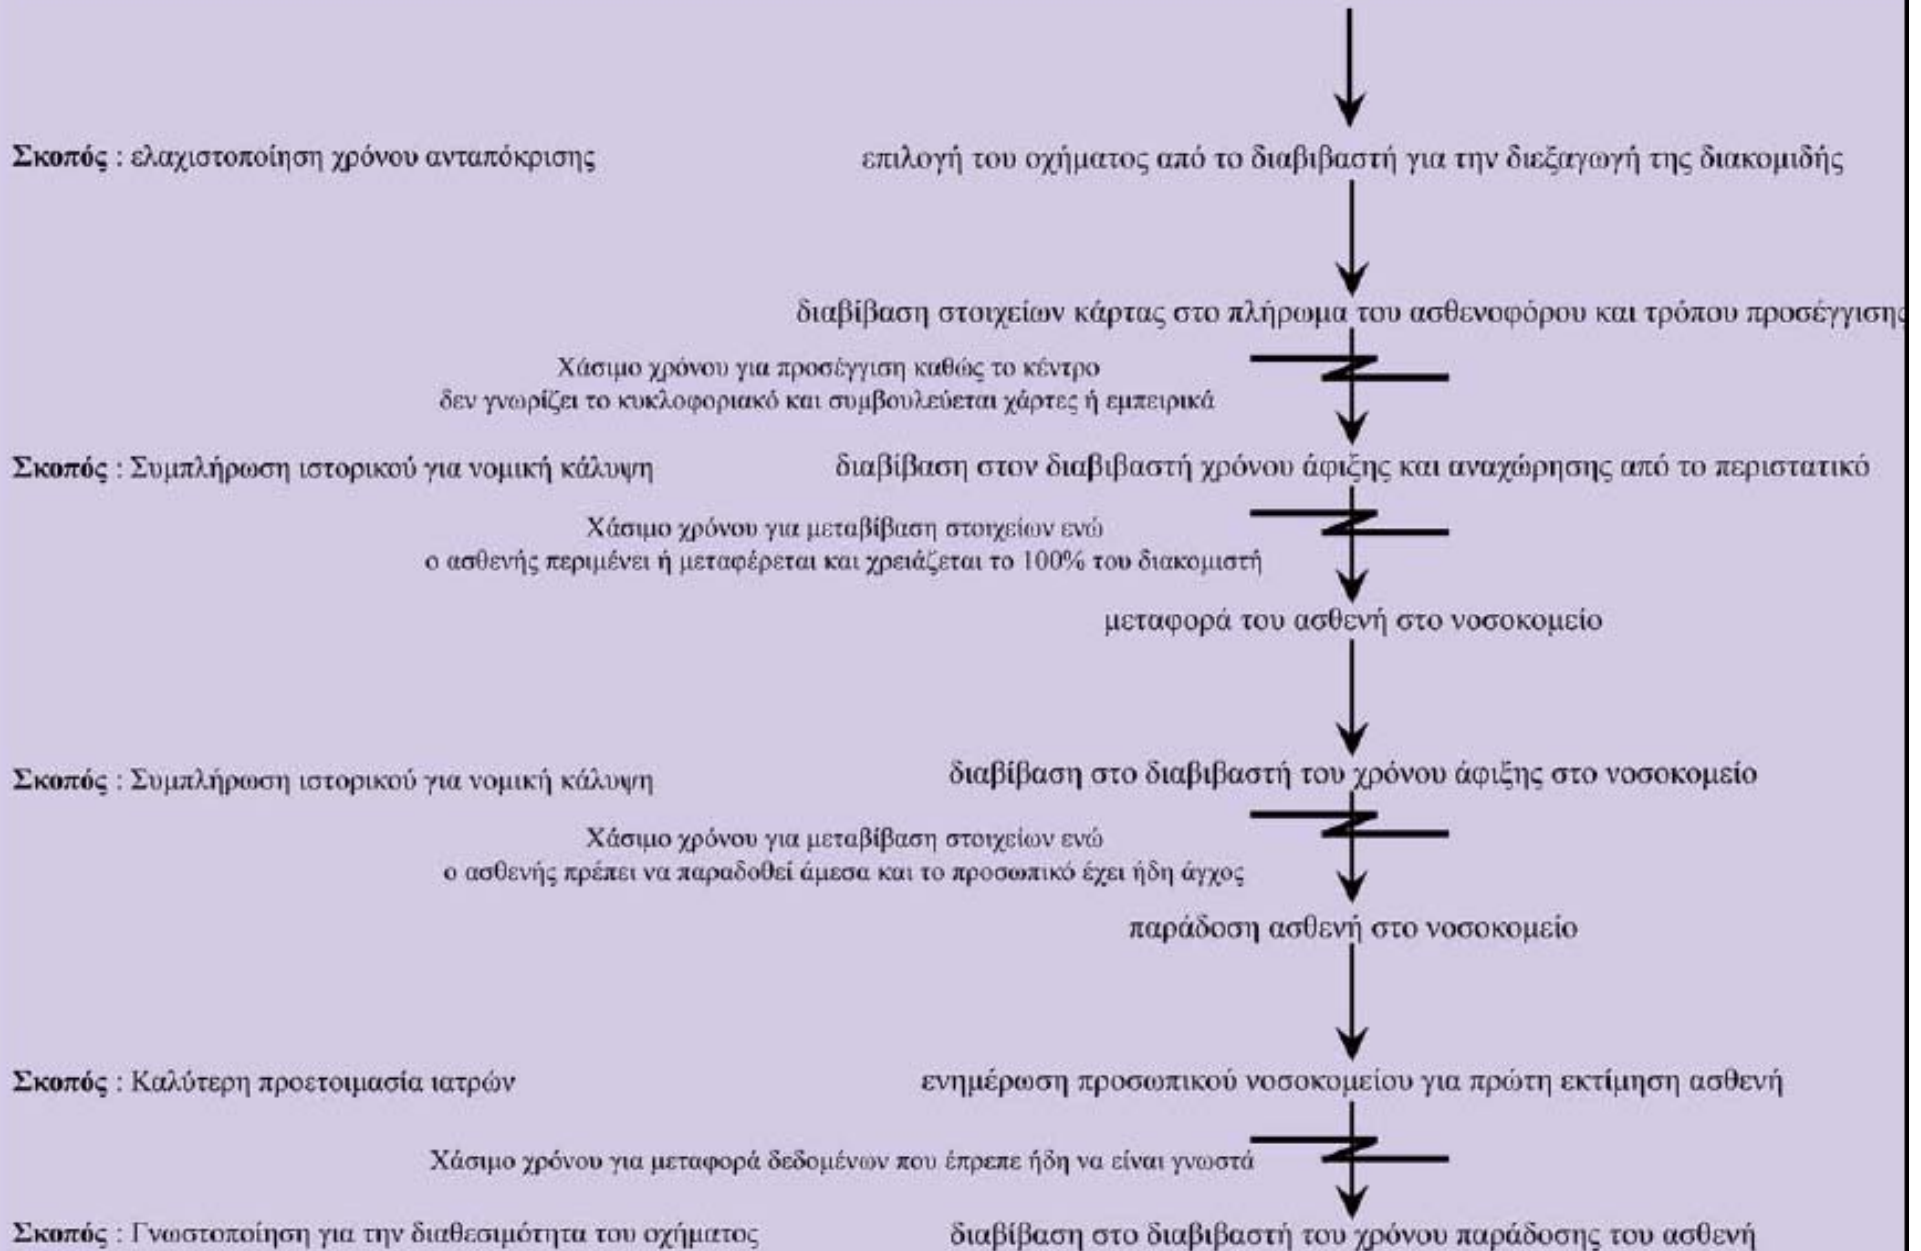 Σκοπός : ελαχιστοποίηση χρόνου ανταπόκρισης
επιλογή του οχήματος από το διαβιβαστή για την διεξαγωγή της διακομιδής
διαβίβαση στοιχείων κάρτας στο πλήρωμα του ασθενοφόρου και τρόπου προσέγγισης
Χάσιμο χρόνου για προσέγγιση καθώς το κέντρο
δεν γνωρίζει το κυκλοφοριακό και συμβουλεύεται χάρτες ή εμπειρικά
Σκοπός : Συμπλήρωση ιστορικού για νομική κάλυψη
διαβίβαση στον διαβιβαστή χρόνου άφιξης και αναχώρησης από το περιστατικό
Χάσιμο χρόνου για μεταβίβαση στοιχείων ενώ
ο ασθενής περιμένει ή μεταφέρεται και χρειάζεται το 100% του διακομιστή
μεταφορά του ασθενή στο νοσοκομείο
Σκοπός : Συμπλήρωση ιστορικού για νομική κάλυψη
διαβίβαση στο διαβιβαστή του χρόνου άφιξης στο νοσοκομείο
Χάσιμο χρόνου για μεταβίβαση στοιχείων ενώ
ο ασθενής πρέπει να παραδοθεί άμεσα και το προσωπικό έχει ήδη άγχος
παράδοση ασθενή στο νοσοκομείο
Σκοπός : Καλύτερη προετοιμασία ιατρών
ενημέρωση προσωπικού νοσοκομείου για πρώτη εκτίμηση ασθενή
Χάσιμο χρόνου για μεταφορά δεδομένων που έπρεπε ήδη να είναι γνωστά
Σκοπός : Γνωστοποίηση για την διαθεσιμότητα του οχήματος
διαβίβαση στο διαβιβαστή του χρόνου παράδοσης του ασθενή